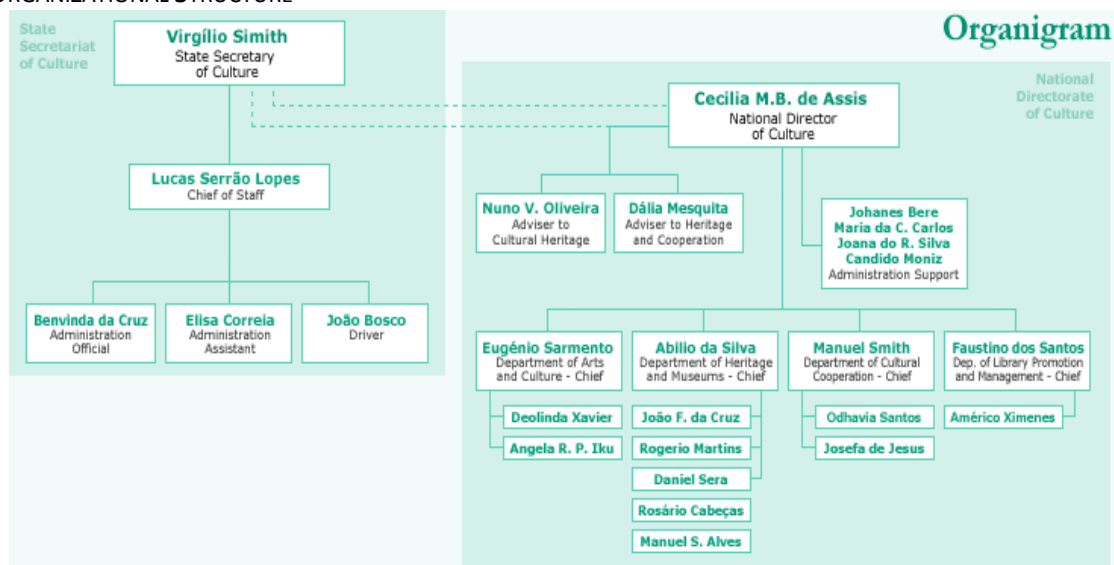 ORGANIZATIONAL STRUCTURE
Organigram
State
Secretariat
of Culture
Virgílio Simith
State Secretary
of Culture
National
Directorate
of Culture
Cecilia M.B. de Assis
National Director
of Culture
Lucas Serrão Lopes
Chief of Staff
Nuno V. Oliveira
Adviser to
Cultural Heritage
Dália Mesquita
Adviser to Heritage
and Cooperation
Johanes Bere
Maria da C. Carlos
Joana do R. Silva
Candido Moniz
Administration Support
Benvinda da Cruz
Administration
Official
Elisa Correia
Administration
Assistant
João Bosco
Driver
Eugénio Sarmento
Department of Arts
and Culture - Chief
Abilio da Silva
Department of Heritage
and Museums - Chief
Manuel Smith
Department of Cultural
Cooperation - Chief
Faustino dos Santos
Dep. of Library Promotion
and Management - Chief
Deolinda Xavier
Angela R. P. Iku
João F. da Cruz
Rogerio Martins
Daniel Sera
Rosário Cabeças
Manuel S. Alves
Odhavia Santos
Josefa de Jesus
Américo Ximenes